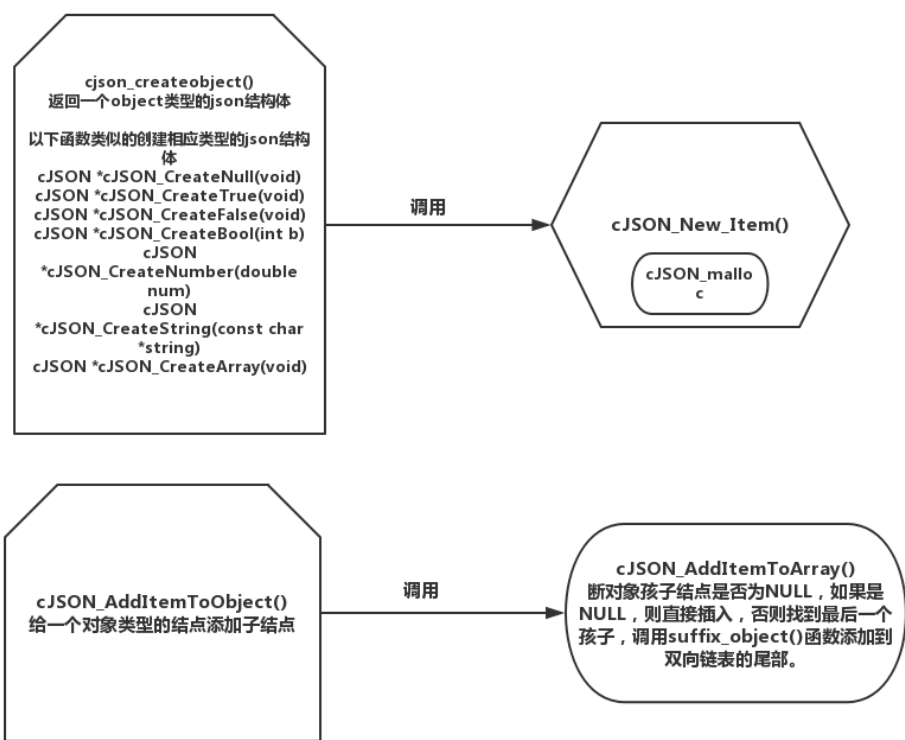 cjson_createobject()
返回一个object类型的json结构体
以下函数类似的创建相应类型的json结构
体
cJSON *cJSON_CreateNull(void)
cJSON *cJSON_CreateTrue(void)
cJSON *cJSON_CreateFalse(void)
cJSON *cJSON_CreateBool(int b)
cJSON
*cJSON_CreateNumber(double
num)
cJSON
*cJSON_CreateString(const char
*string)
cJSON *cJSON_CreateArray(void)
调用
cJSON_New_Item()
cJSON_mallo
c
cJSON_AddItemToObject()
给一个对象类型的结点添加子结点
调用
cJSON_AddItemToArray()
断对象孩子结点是否为NULL，如果是
NULL，则直接插入，否则找到最后一个
孩子，调用suffix_object()函数添加到
双向链表的尾部。